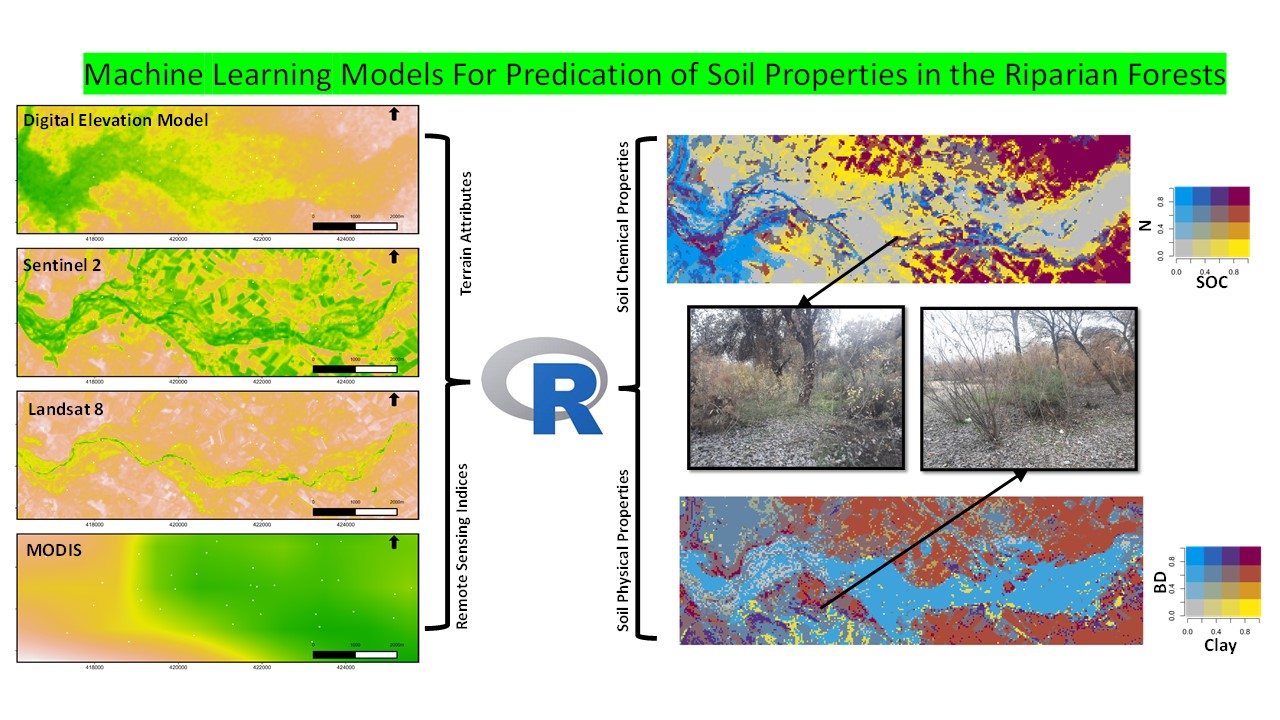 Machine Learning Models For Predication of Soil Properties in the Riparian Forests
Digital Elevation Model
0 1000 2000m
418000 420000 422000 424000
Sentinel 2
0 1000 2000m
418000 420000 422000 424000
Landsat 8
0 1000 2000m
418000 420000 422000 424000
MODIS
0 1000 2000m
418000 420000 422000 424000
Terrain Attributes
Remote Sensing Indices
R
Soil Chemical Properties
Soil Physical Properties
N
0.0 0.4 0.8
0.0 0.4 0.8
SOC
BD
0.0 0.4 0.8
0.0 0.4 0.8
Clay